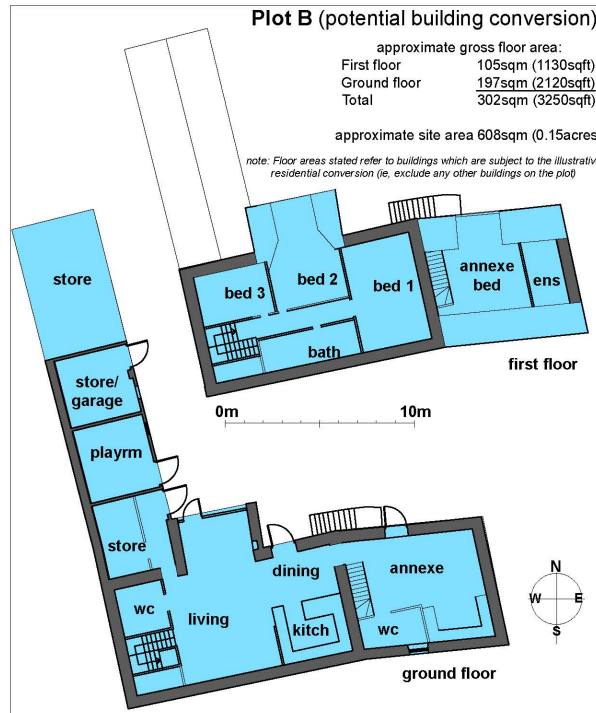 Plot B (potential building conversion)
approximate gross floor area:
First floor 105sqm (1130sqft)
Ground floor 197sqm (2120sqft)
Total 302sqm (3250sqft)
approximate site area 608sqm (0.15acres
note: Floor areas stated refer to buildings which are subject to the illustrativ
residential conversion (ie, exclude any other buildings on the plot)
store
bed 3
bed 2
bed 1
annexe
bed
ens
bath
first floor
store/
garage
0m 10m
playrm
store
dining
annexe
wc
living
kitch
wc
ground floor
N
W E
S